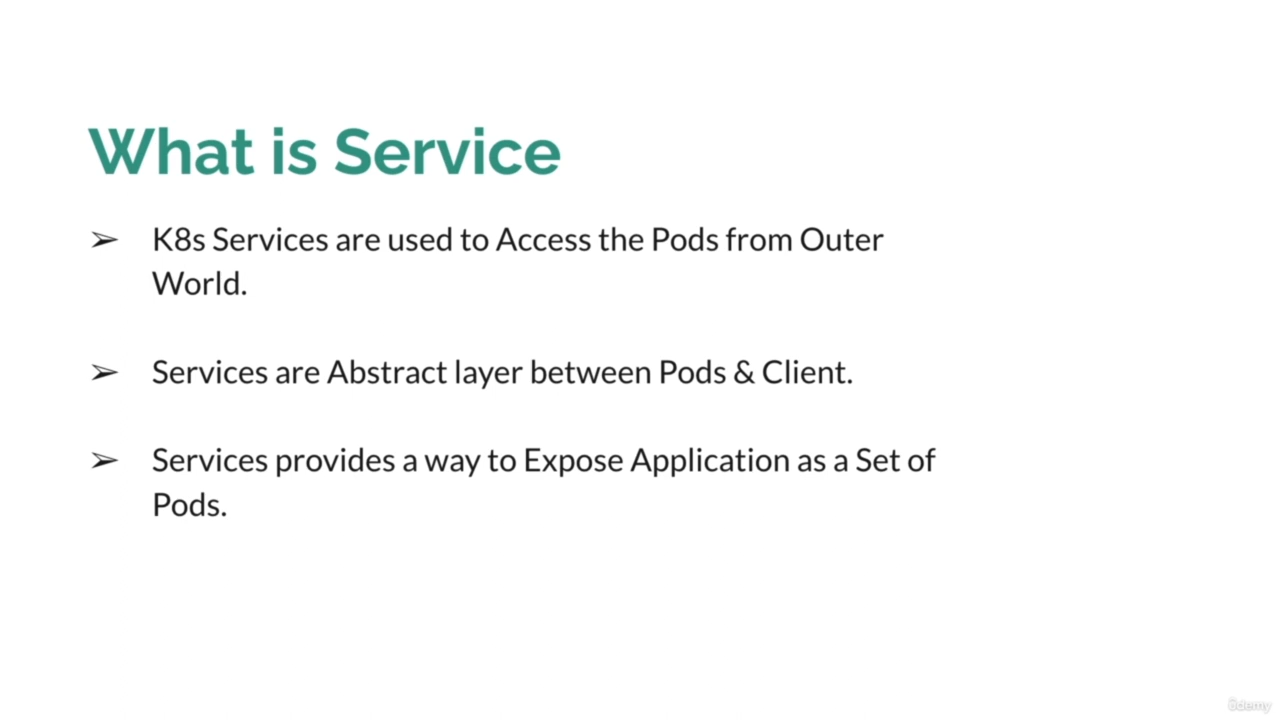 What is Service
➢ K8s Services are used to Access the Pods from Outer
World.
➢ Services are Abstract layer between Pods & Client.
➢ Services provides a way to Expose Application as a Set of
Pods.
ûdemy